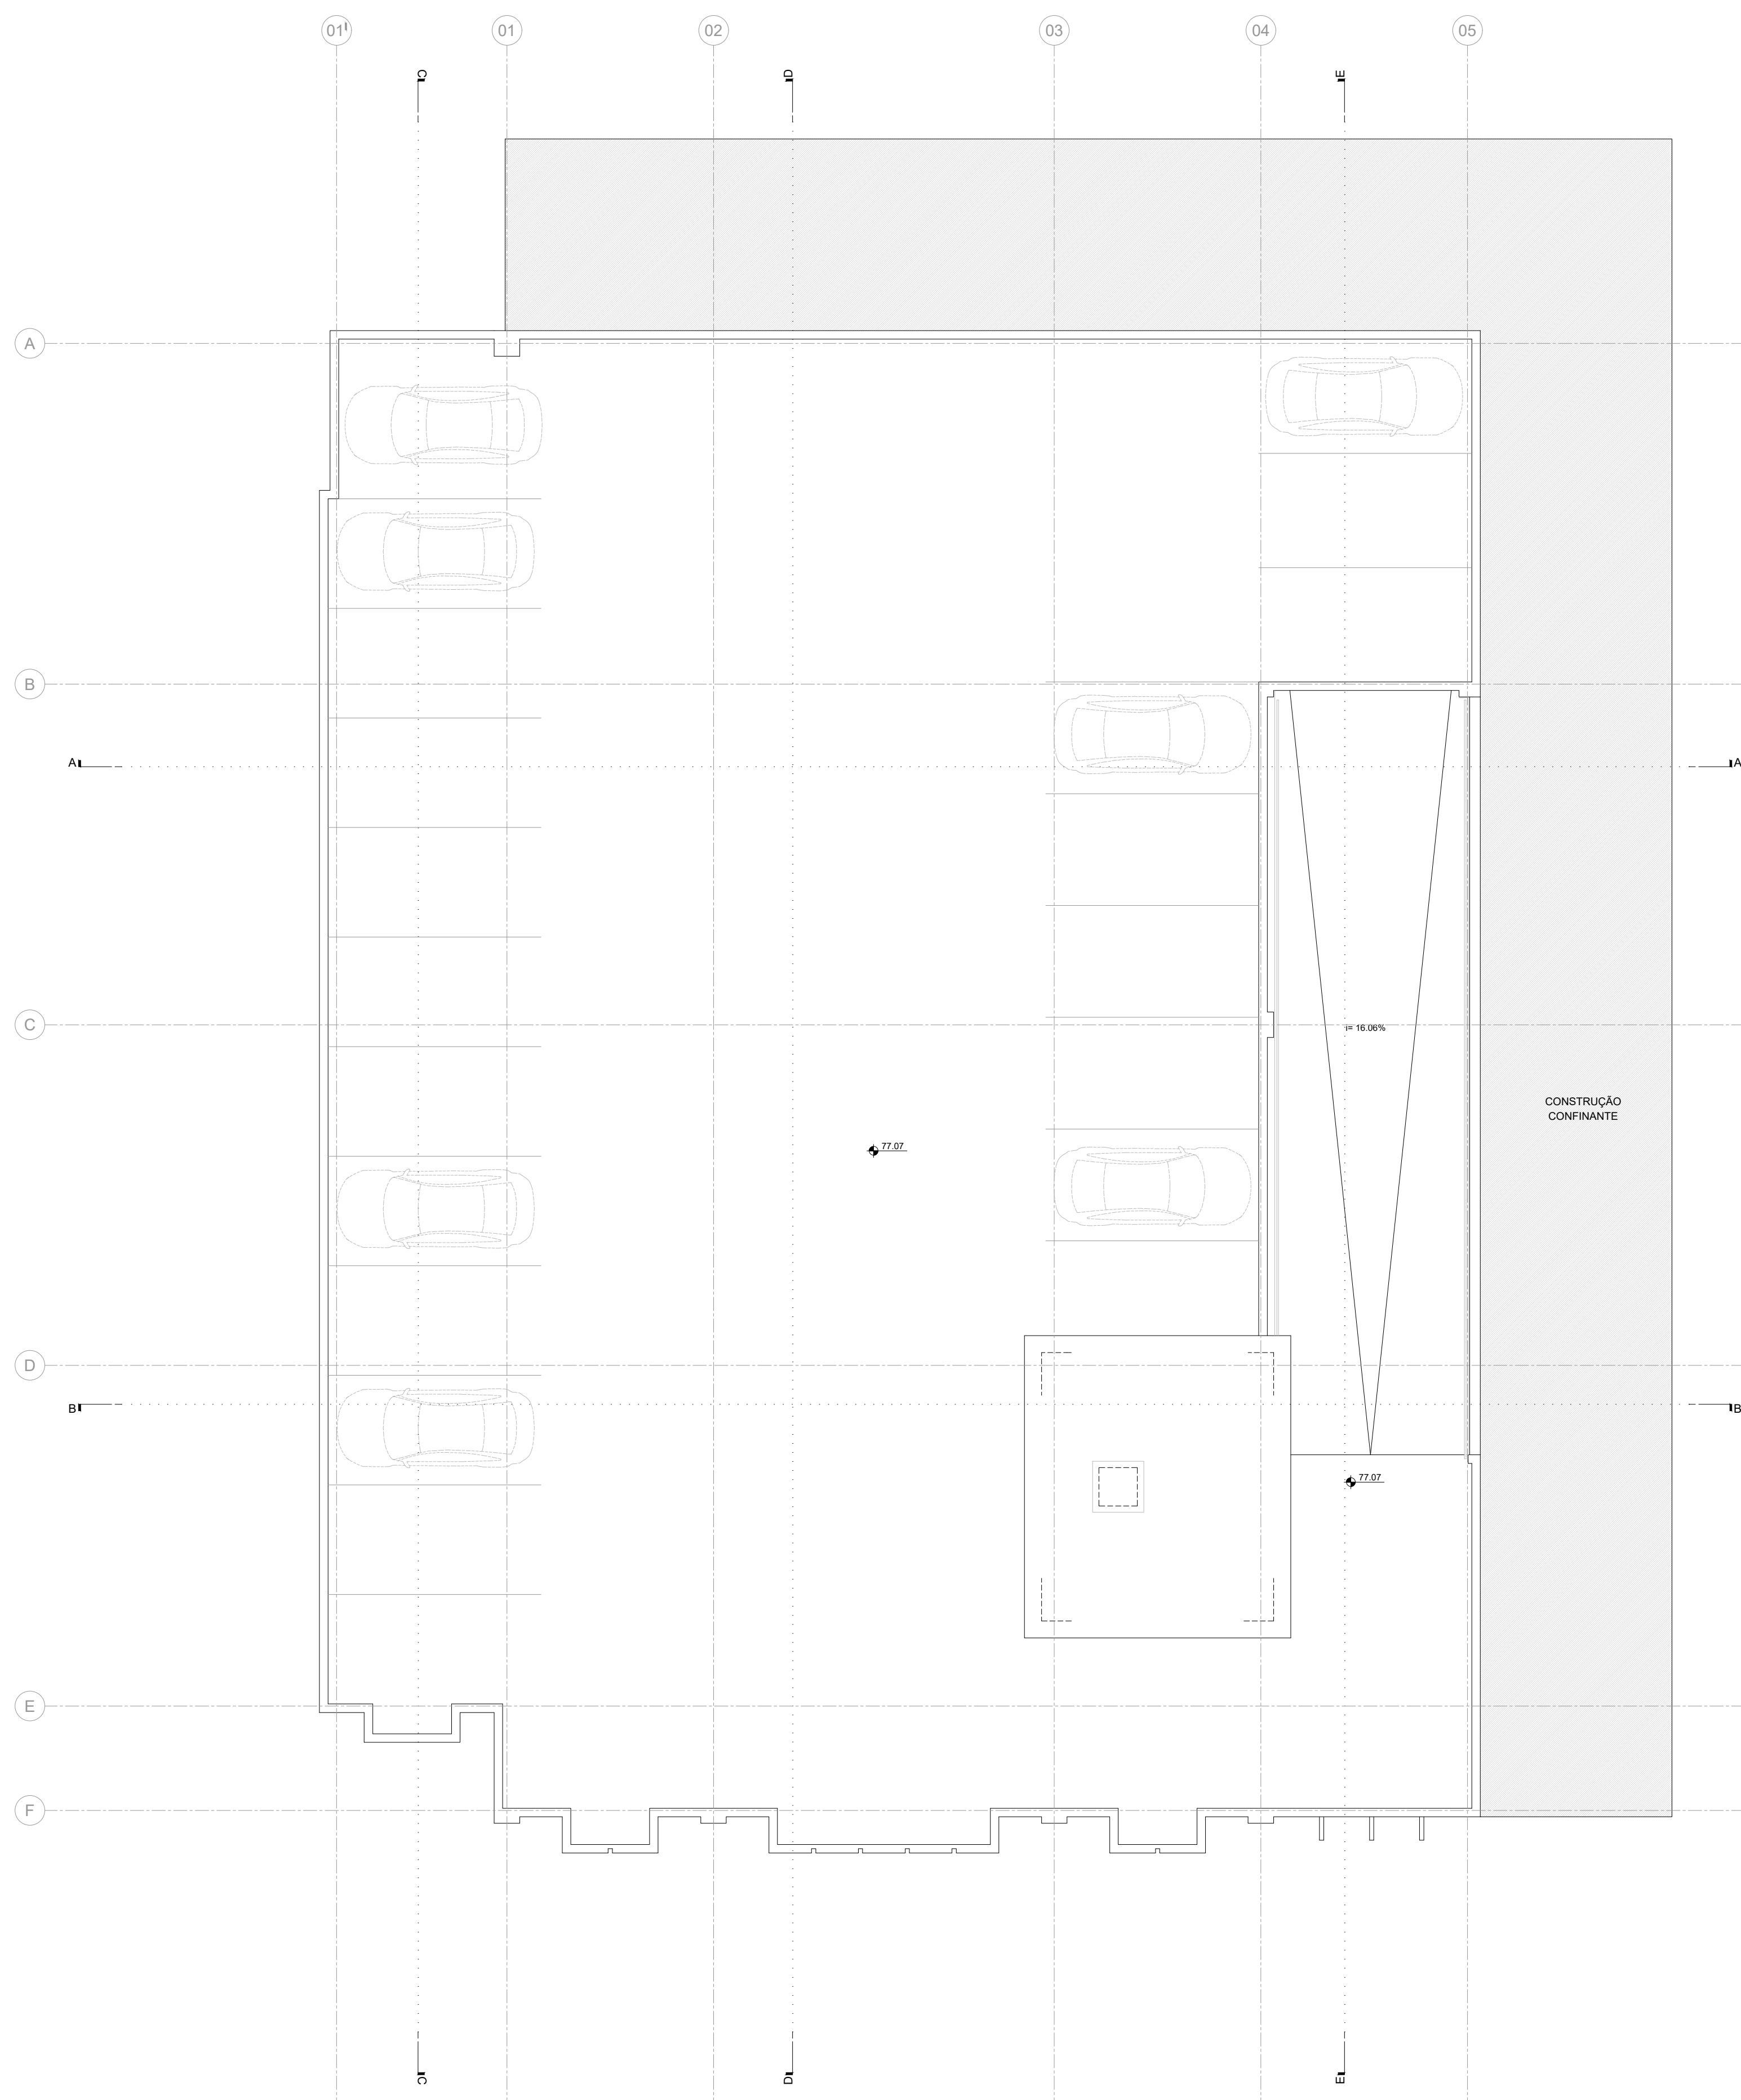 01'
01
02
03
04
05
C
D
E
A
B
A
A
C
i= 16.06%
CONSTRUÇÃO
CONFINANTE
77.07
D
B
B
77.07
E
F
C
D
E